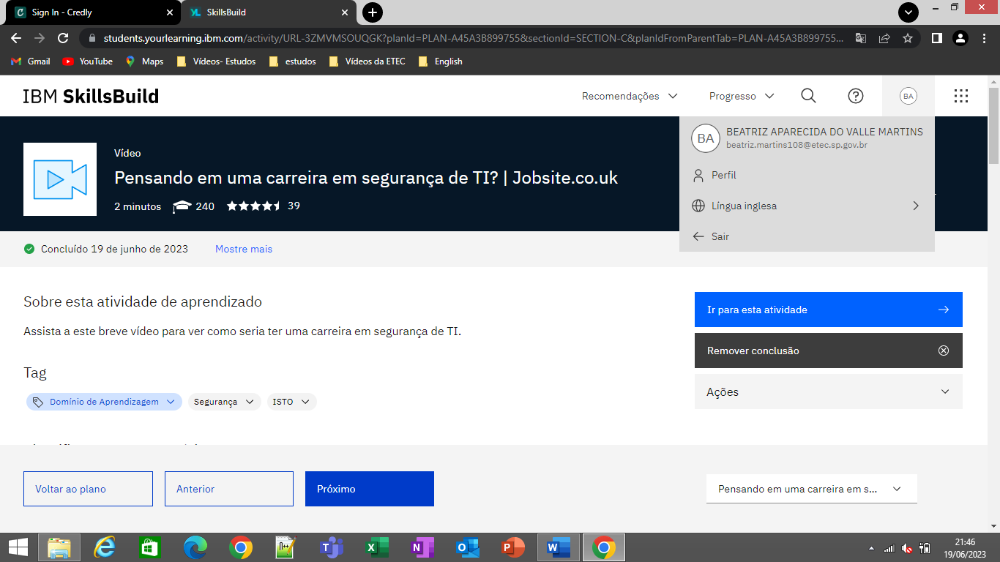 Sign In - Credly
SkillsBuild
students.yourlearning.ibm.com/activity/URL-3ZMVMSOUQGK?planId=PLAN-A45A3B899755&sectionId=SECTION-C&planIdFromParentTab=PLAN-A45A3B899755...
Gmail
YouTube
Maps
Vídeos- Estudos
estudos
Vídeos da ETEC
English
IBM SkillsBuild
Recomendações
Progresso
BA
BA
BEATRIZ APARECIDA DO VALLE MARTINS
beatriz.martins108@etec.sp.gov.br
Perfil
Língua inglesa
Sair
Vídeo
Pensando em uma carreira em segurança de TI? | Jobsite.co.uk
2 minutos
240
39
Concluído 19 de junho de 2023
Mostre mais
Sobre esta atividade de aprendizado
Assista a este breve vídeo para ver como seria ter uma carreira em segurança de TI.
Ir para esta atividade
Remover conclusão
Ações
Tag
Domínio de Aprendizagem
Segurança
ISTO
Voltar ao plano
Anterior
Próximo
Pensando em uma carreira em s...
21:46
19/06/2023